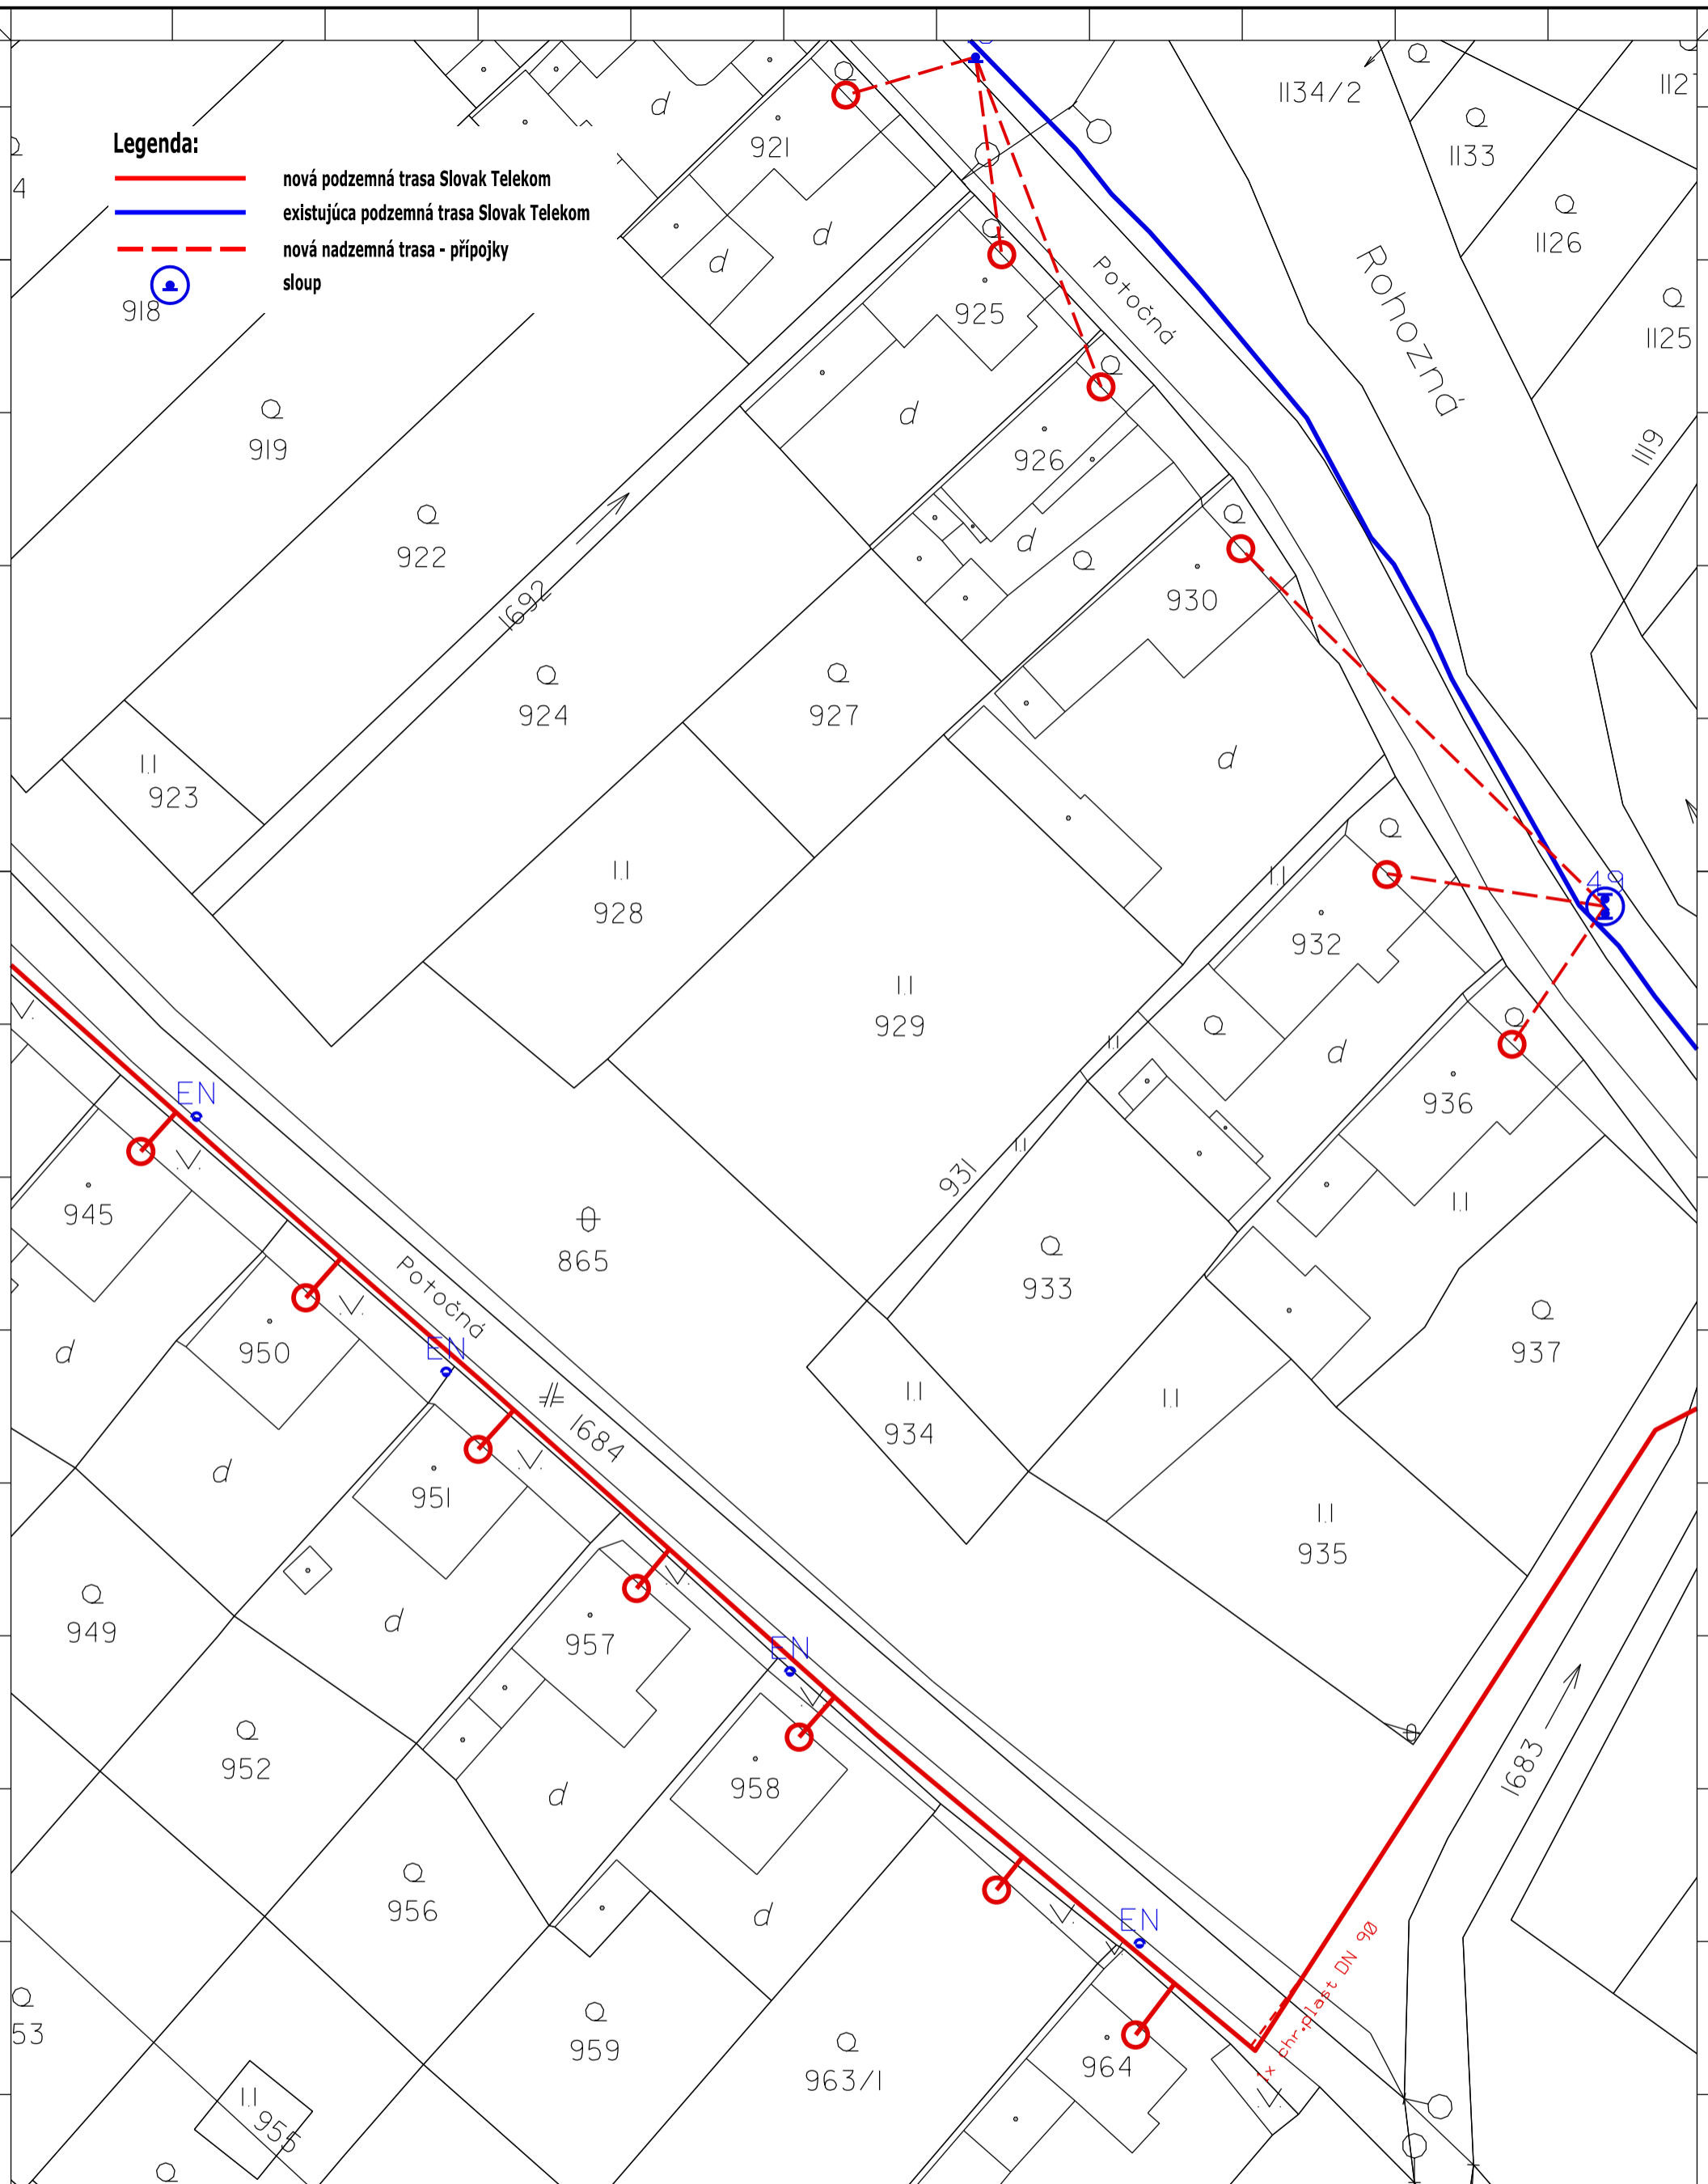 Legenda:
nová podzemná trasa Slovak Telekom
existujúca podzemná trasa Slovak Telekom
nová nadzemná trasa - přípojky
sloup
d
921
1134/2
1133
1126
1125
1119
Rohozná
Potočná
918
d
d
925
919
d
926
922
d
930
1692
924
927
923
d
928
49
932
929
d
936
EN
945
931
865
933
Potočná
937
d
950
EN
934
1684
d
951
935
949
d
957
EN
952
958
1683
d
956
d
EN
1x chr.plast DN 90
53
959
963/1
964
955